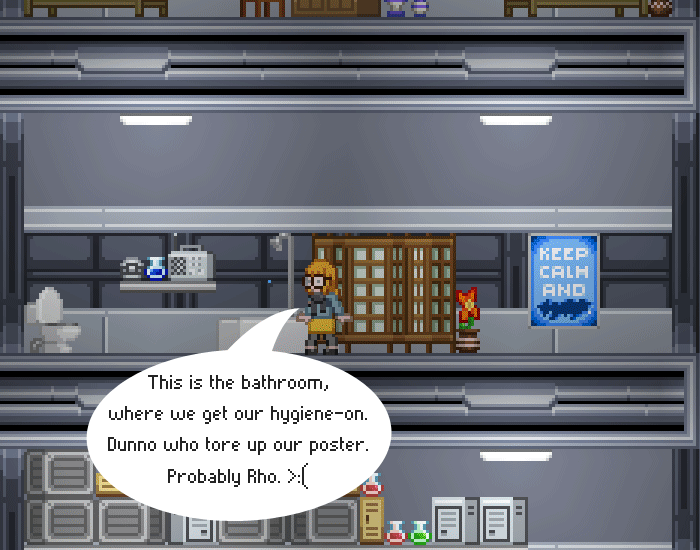 KEEP
CALM
AND
This is the bathroom,
where we get our hygiene-on.
Dunno who tore up our poster.
Probably Rho. >:(